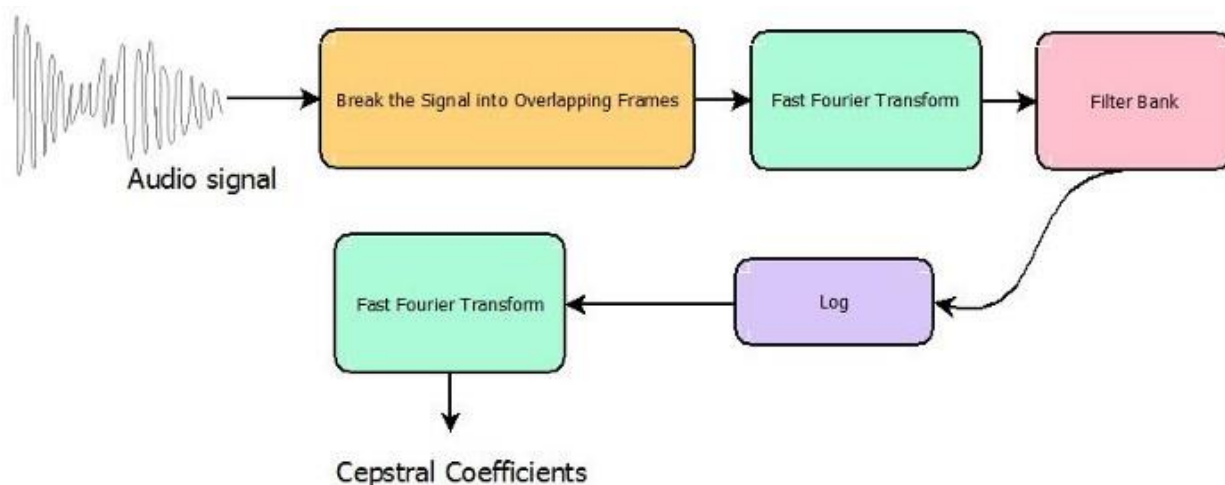 Break the Signal into Overlapping Frames
Fast Fourier Transform
Filter Bank
Audio signal
Fast Fourier Transform
Log
Cepstral Coefficients